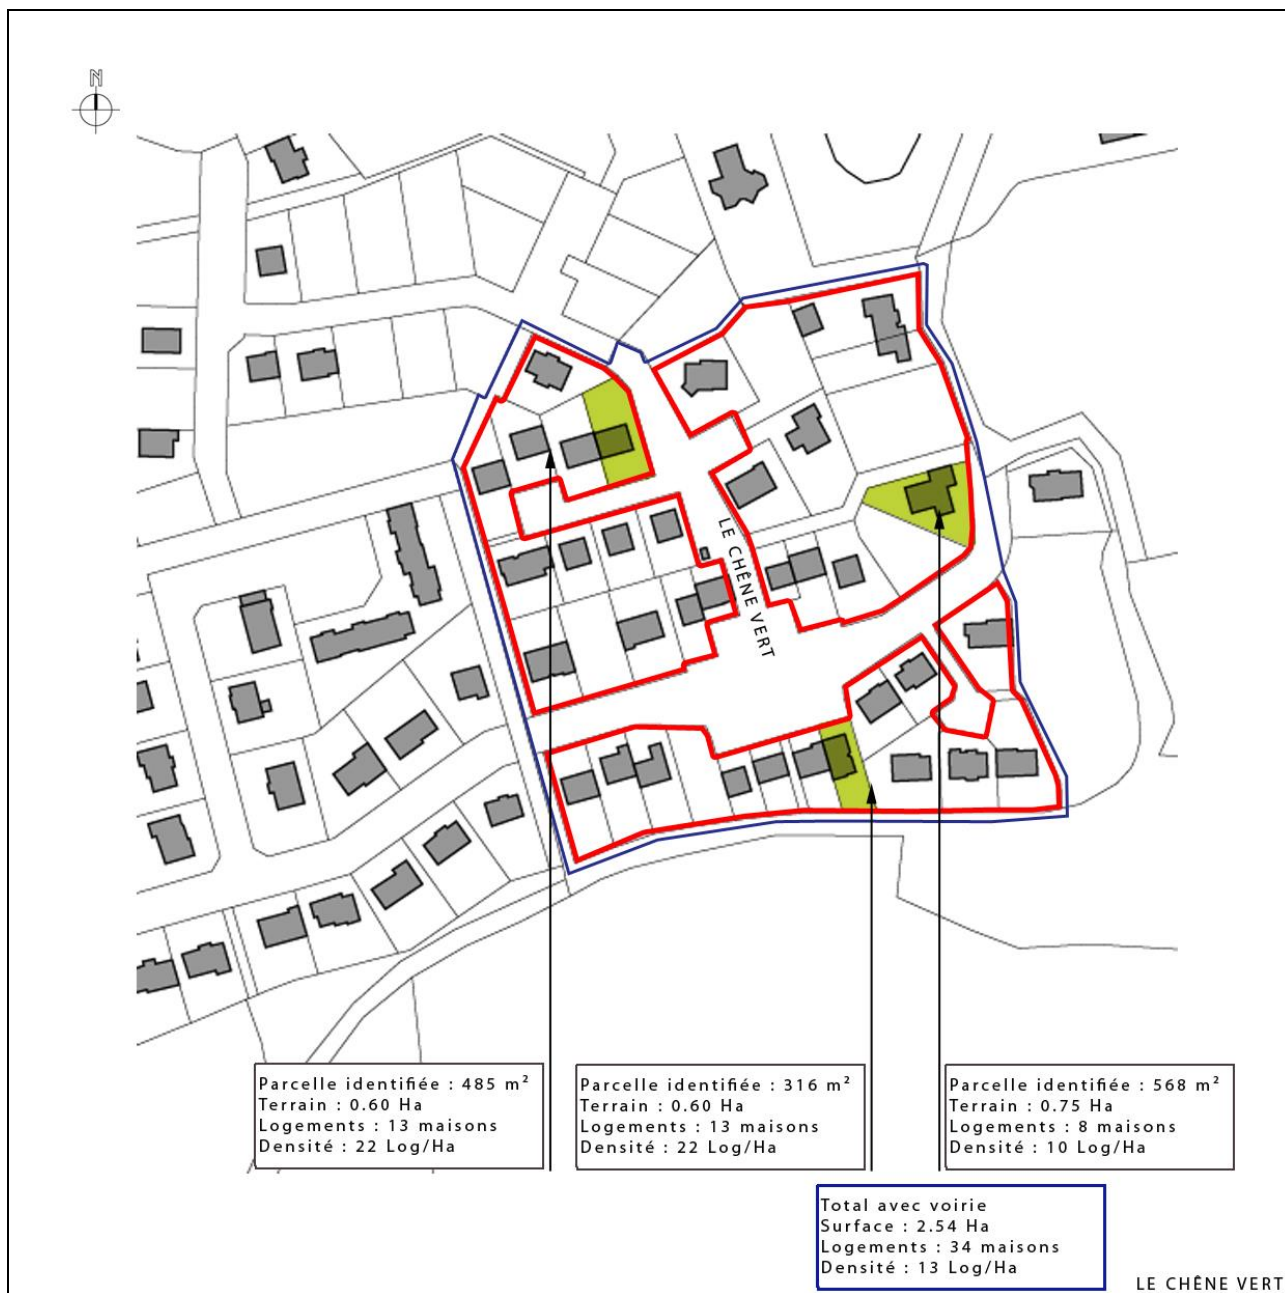 N
LE CHÊNE VERT
Parcelle identifiée : 485 m²
Terrain : 0.60 Ha
Logements : 13 maisons
Densité : 22 Log/Ha
Parcelle identifiée : 316 m²
Terrain : 0.60 Ha
Logements : 13 maisons
Densité : 22 Log/Ha
Parcelle identifiée : 568 m²
Terrain : 0.75 Ha
Logements : 8 maisons
Densité : 10 Log/Ha
Total avec voirie
Surface : 2.54 Ha
Logements : 34 maisons
Densité : 13 Log/Ha
LE CHÊNE VERT